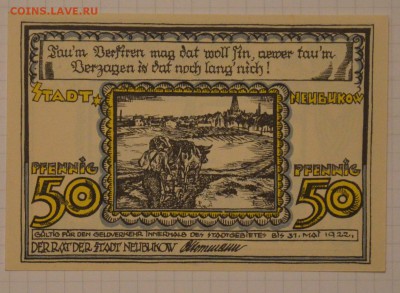 COINS.LAVE.RU
Tau'm Verfiren mag dat woll sin, aewer tau'm
Verzagen is dat noch lang' nich!
STADT NEUBUKOW
PFENNIG PFENNIG
50 50
GÜLTIG FÜR DEN GELDVERKEHR INNERHALB DES STADTGEBIETES BIS 31. MAI 1922.
DER RAT DER STADT NEUBUKOW